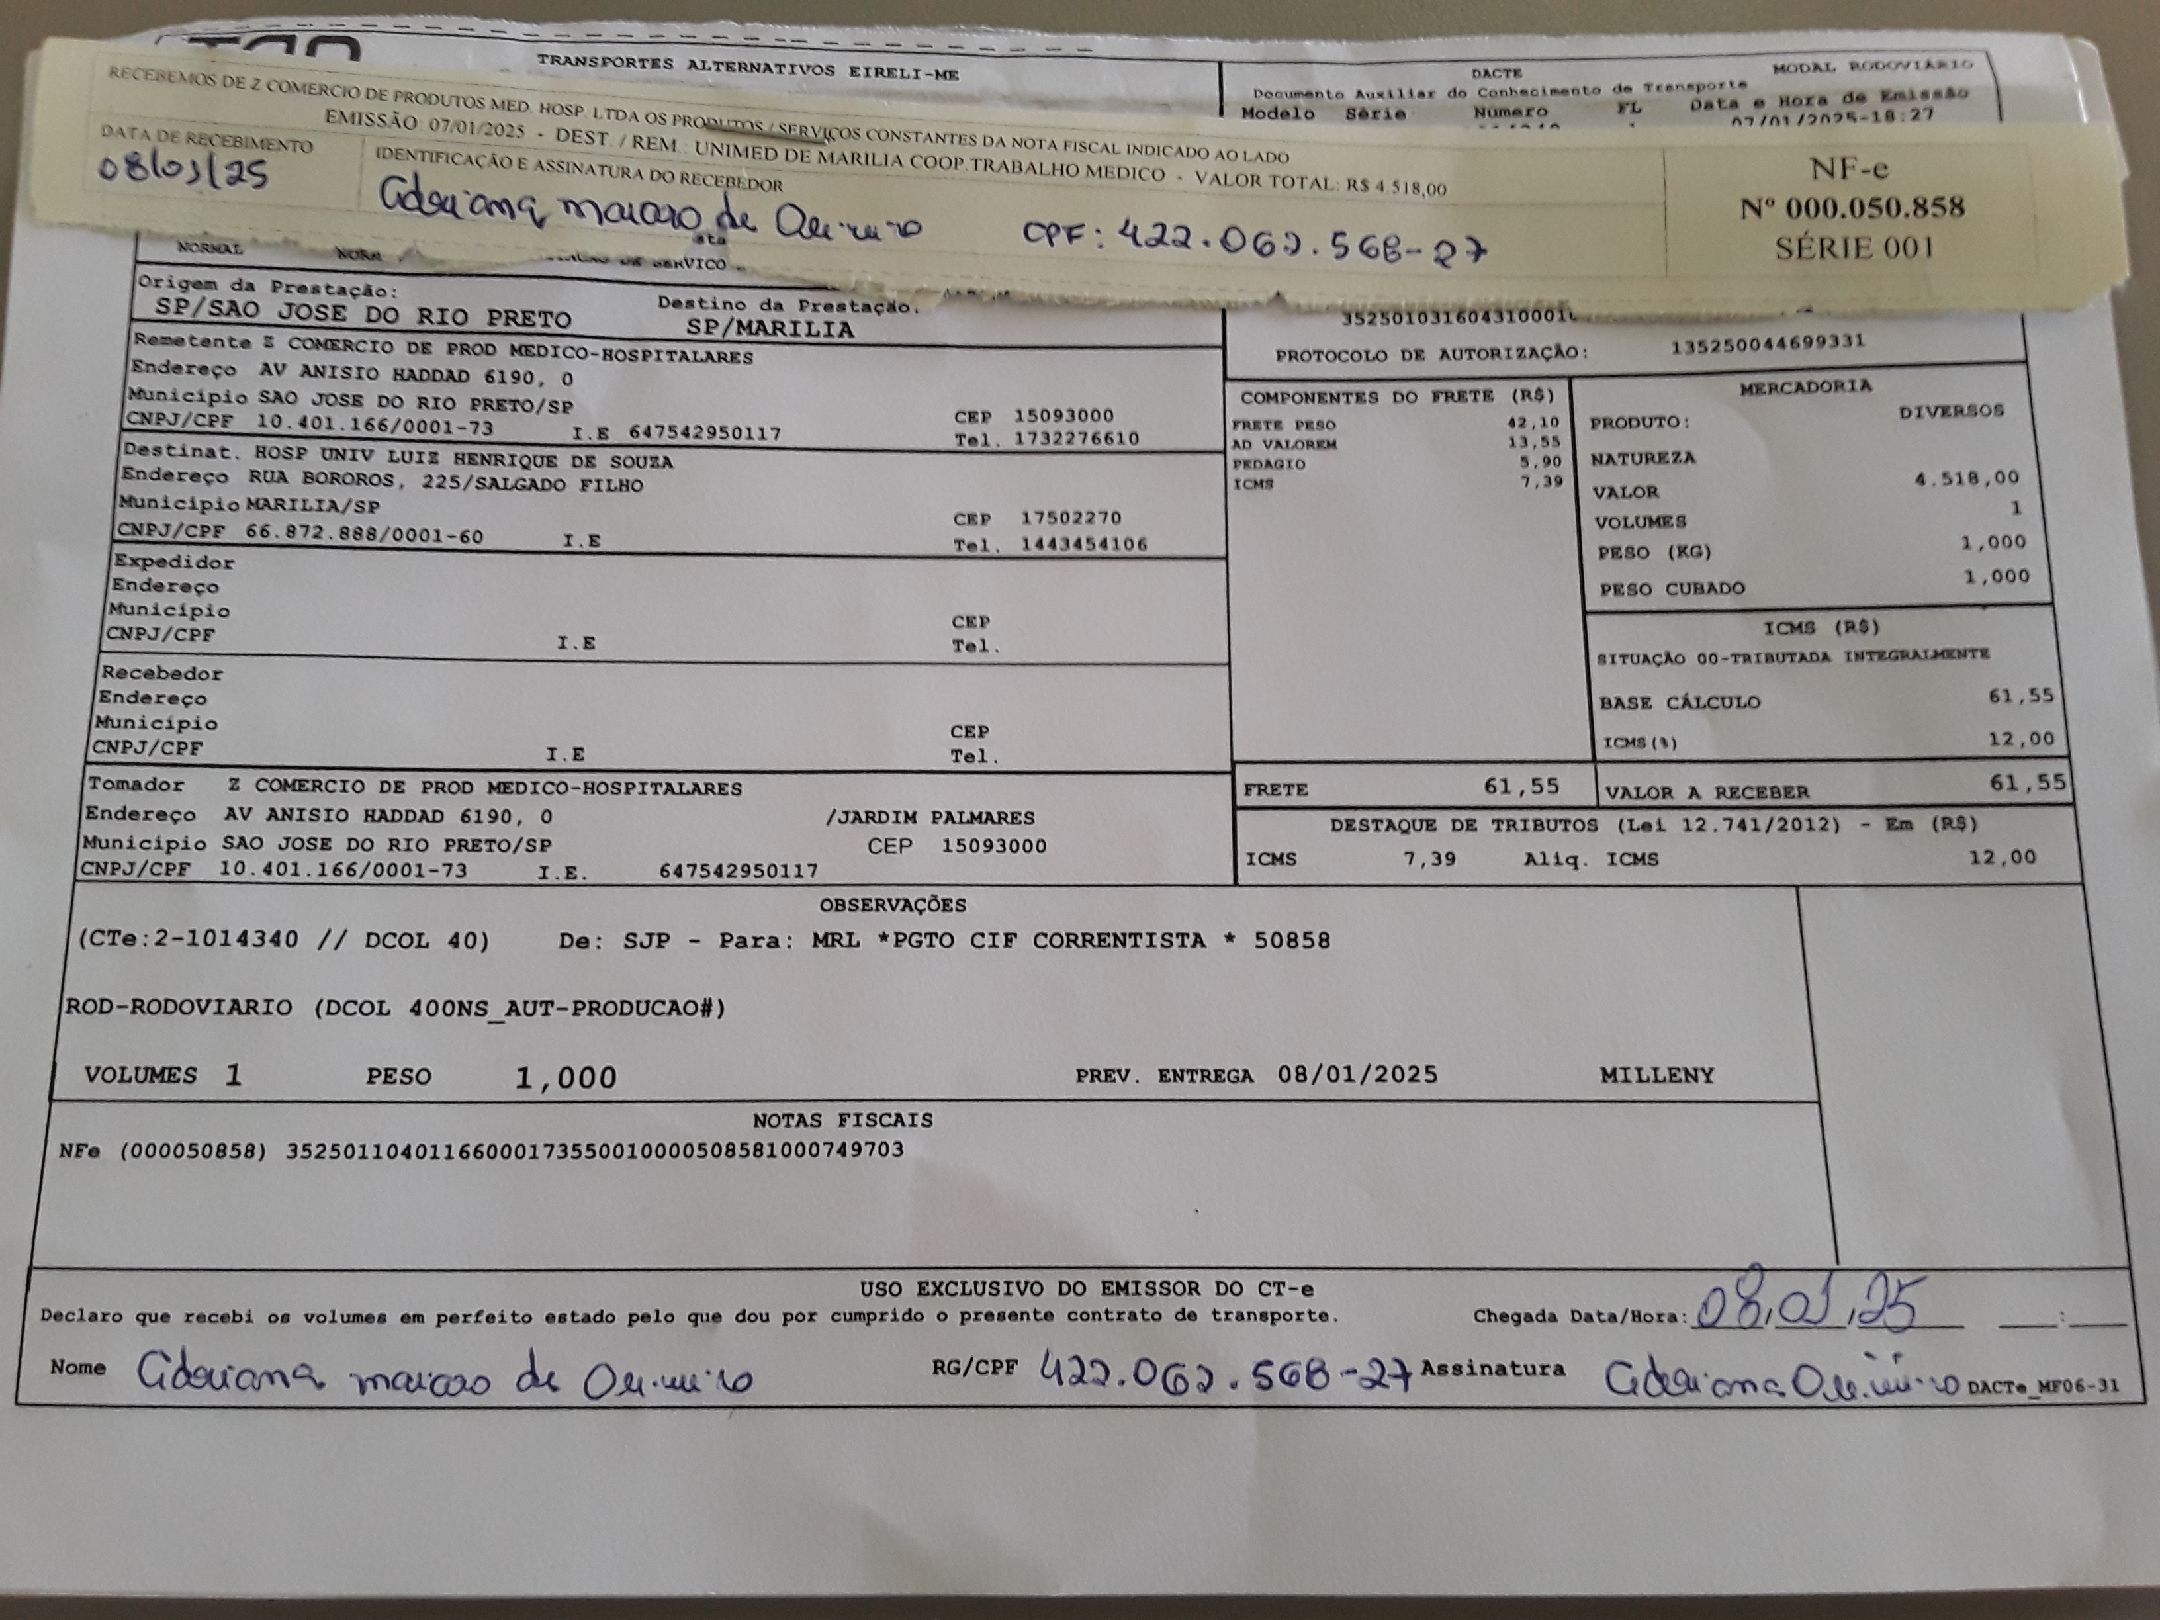 TRANSPORTES ALTERNATIVOS EIRELI-ME
DACTE
MODAL RODOVIÁRIO
Documento Auxiliar do Conhecimento de Transporte
Modelo Série Número FL Data e Hora de Emissão
07/01/2025-18:27
RECEBEMOS DE Z COMERCIO DE PRODUTOS MED. HOSP. LTDA OS PRODUTOS / SERVIÇOS CONSTANTES DA NOTA FISCAL INDICADO AO LADO
EMISSÃO 07/01/2025 - DEST. / REM.: UNIMED DE MARILIA COOP.TRABALHO MEDICO - VALOR TOTAL: R$ 4.518,00
DATA DE RECEBIMENTO
08/01/25
IDENTIFICAÇÃO E ASSINATURA DO RECEBEDOR
de CPF: 422.062.568-27
NF-e
Nº 000.050.858
SÉRIE 001
NORMAL
Origem da Prestação:
SP/SAO JOSE DO RIO PRETO
Destino da Prestação.
SP/MARILIA
PROTOCOLO DE AUTORIZAÇÃO: 135250044699331
Remetente Z COMERCIO DE PROD MEDICO-HOSPITALARES
Endereço AV ANISIO HADDAD 6190, 0
Município SAO JOSE DO RIO PRETO/SP CEP 15093000
CNPJ/CPF 10.401.166/0001-73 I.E 647542950117 Tel. 1732276610
Destinat. HOSP UNIV LUIZ HENRIQUE DE SOUZA
Endereço RUA BOROROS, 225/SALGADO FILHO
Município MARILIA/SP CEP 17502270
CNPJ/CPF 66.872.888/0001-60 I.E Tel. 1443454106
Expedidor
Endereço
Município CEP
CNPJ/CPF I.E Tel.
Recebedor
Endereço
Município CEP
CNPJ/CPF I.E Tel.
Tomador Z COMERCIO DE PROD MEDICO-HOSPITALARES
Endereço AV ANISIO HADDAD 6190, 0 /JARDIM PALMARES
Município SAO JOSE DO RIO PRETO/SP CEP 15093000
CNPJ/CPF 10.401.166/0001-73 I.E. 647542950117
COMPONENTES DO FRETE (R$)
FRETE PESO 42,10
AD VALOREM 13,55
PEDAGIO 5,90
ICMS 7,39
MERCADORIA
PRODUTO: DIVERSOS
NATUREZA
VALOR 4.518,00
VOLUMES 1
PESO (KG) 1,000
PESO CUBADO 1,000
ICMS (R$)
SITUAÇÃO 00-TRIBUTADA INTEGRALMENTE
BASE CÁLCULO 61,55
ICMS(%) 12,00
FRETE 61,55 VALOR A RECEBER 61,55
DESTAQUE DE TRIBUTOS (Lei 12.741/2012) - Em (R$)
ICMS 7,39 Aliq. ICMS 12,00
OBSERVAÇÕES
(CTe:2-1014340 // DCOL 40) De: SJP - Para: MRL *PGTO CIF CORRENTISTA * 50858
ROD-RODOVIARIO (DCOL 400NS_AUT-PRODUCAO#)
VOLUMES 1 PESO 1,000 PREV. ENTREGA 08/01/2025 MILLENY
NOTAS FISCAIS
NFe (000050858) 35250110401166000173550010000508581000749703
USO EXCLUSIVO DO EMISSOR DO CT-e
Declaro que recebi os volumes em perfeito estado pelo que dou por cumprido o presente contrato de transporte. Chegada Data/Hora: 08,01,25 :
Nome de RG/CPF 422.062.568-27 Assinatura DACTe_MF06-31